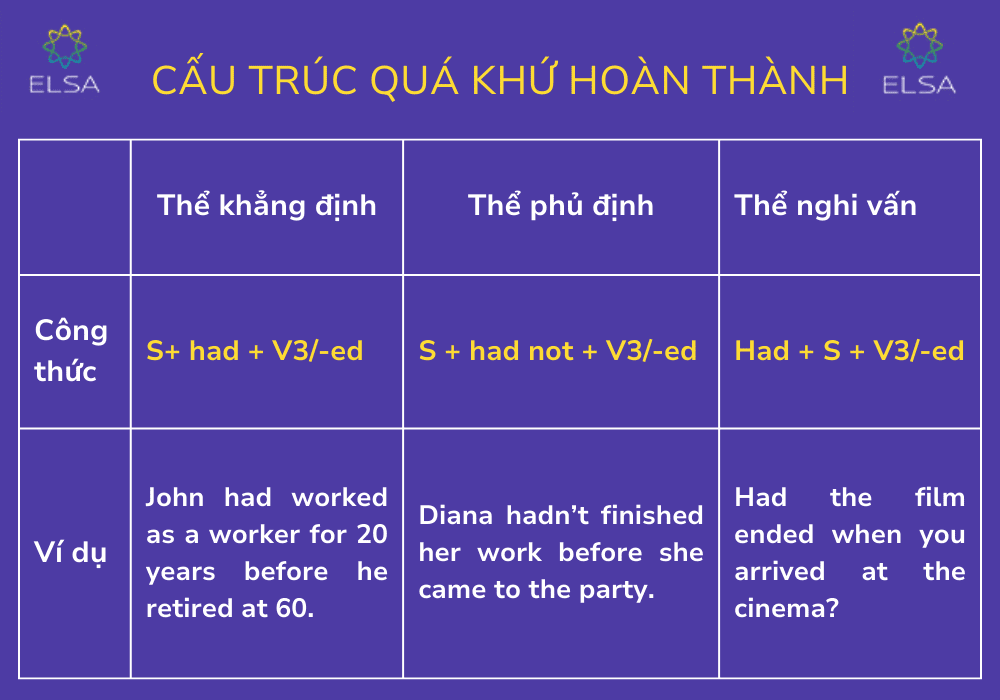 ELSA
CẤU TRÚC QUÁ KHỨ HOÀN THÀNH
ELSA
Thể khẳng định
Thể phủ định
Thể nghi vấn
Công
thức
S+ had + V3/-ed
S + had not + V3/-ed
Had + S + V3/-ed
Ví dụ
John had worked
as a worker for 20
years before he
retired at 60.
Diana hadn’t finished
her work before she
came to the party.
Had the film
ended when you
arrived at the
cinema?